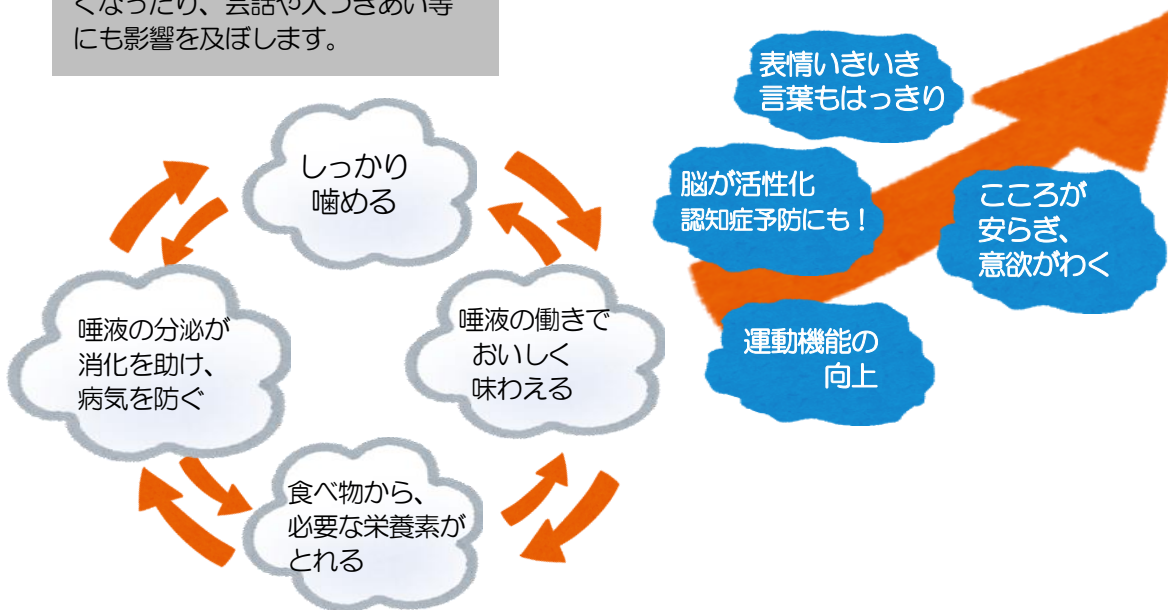 くなったり、会話や人づきあい等
にも影響を及ぼします。
しっかり
噛める
唾液の分泌が
消化を助け、
病気を防ぐ
唾液の働きで
おいしく
味わえる
食べ物から、
必要な栄養素が
とれる
表情いきいき
言葉もはっきり
脳が活性化
認知症予防にも！
こころが
安らぎ、
意欲がわく
運動機能の
向上